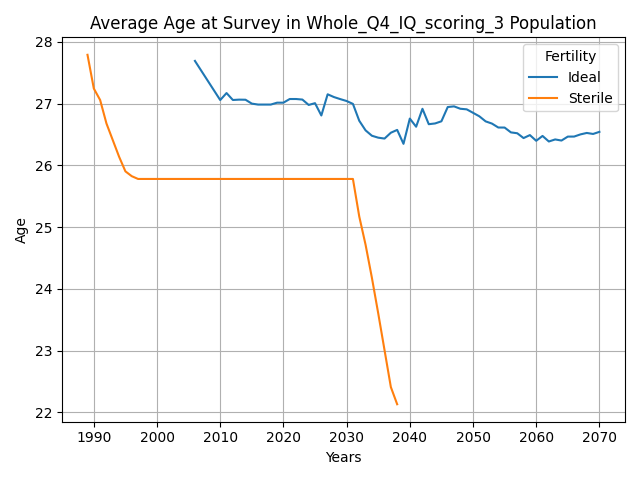 Average Age at Survey in Whole_Q4_IQ_scoring_3 Population
28
27
26
25
24
23
22
Age
Fertility
Ideal
Sterile
1990 2000 2010 2020 2030 2040 2050 2060 2070
Years